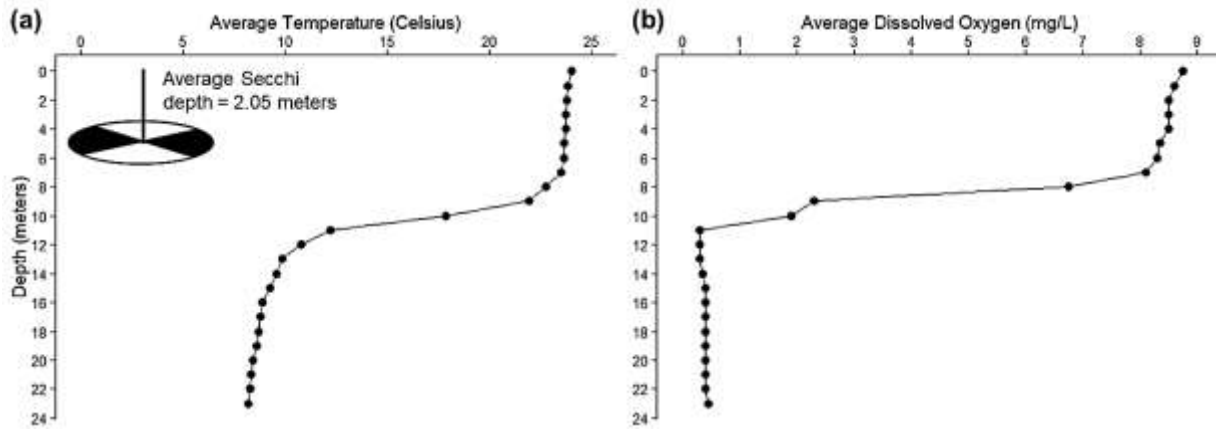 (a)
Average Temperature (Celsius)
0 5 10 15 20 25
Depth (meters)
0
2
4
6
8
10
12
14
16
18
20
22
24
Average Secchi
depth = 2.05 meters
(b)
Average Dissolved Oxygen (mg/L)
0 1 2 3 4 5 6 7 8 9
0
2
4
6
8
10
12
14
16
18
20
22
24